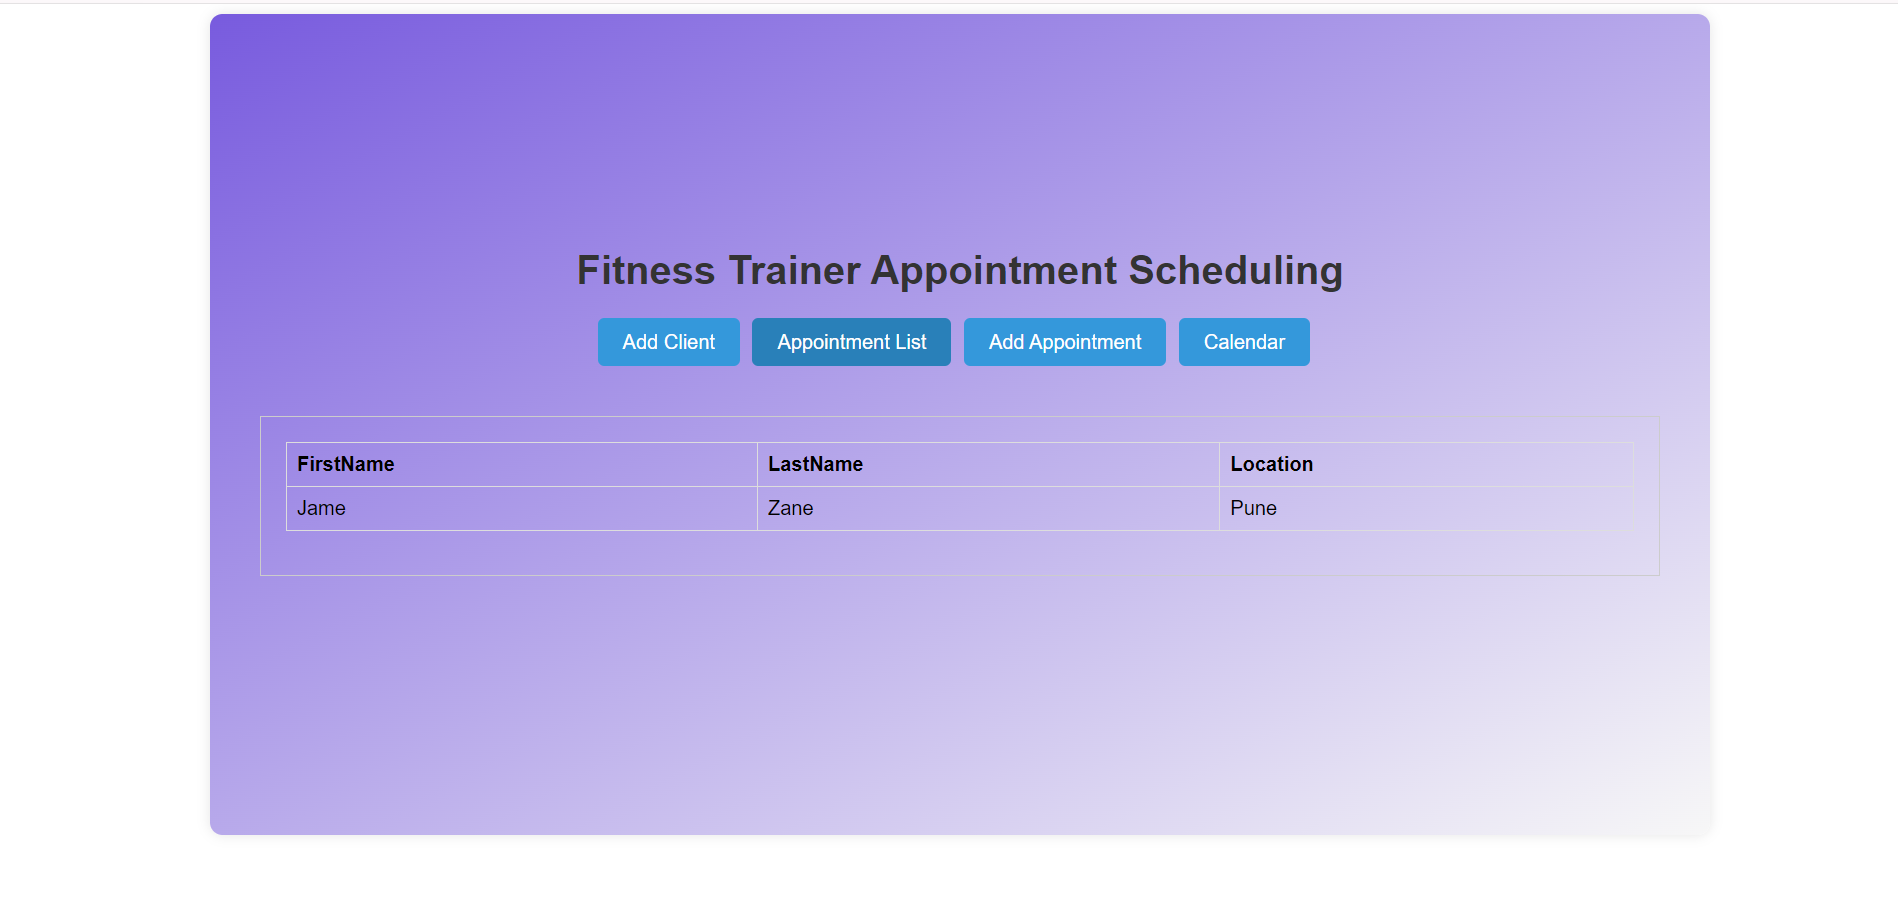 Fitness Trainer Appointment Scheduling
Add Client Appointment List Add Appointment Calendar
FirstName LastName Location
Jame Zane Pune